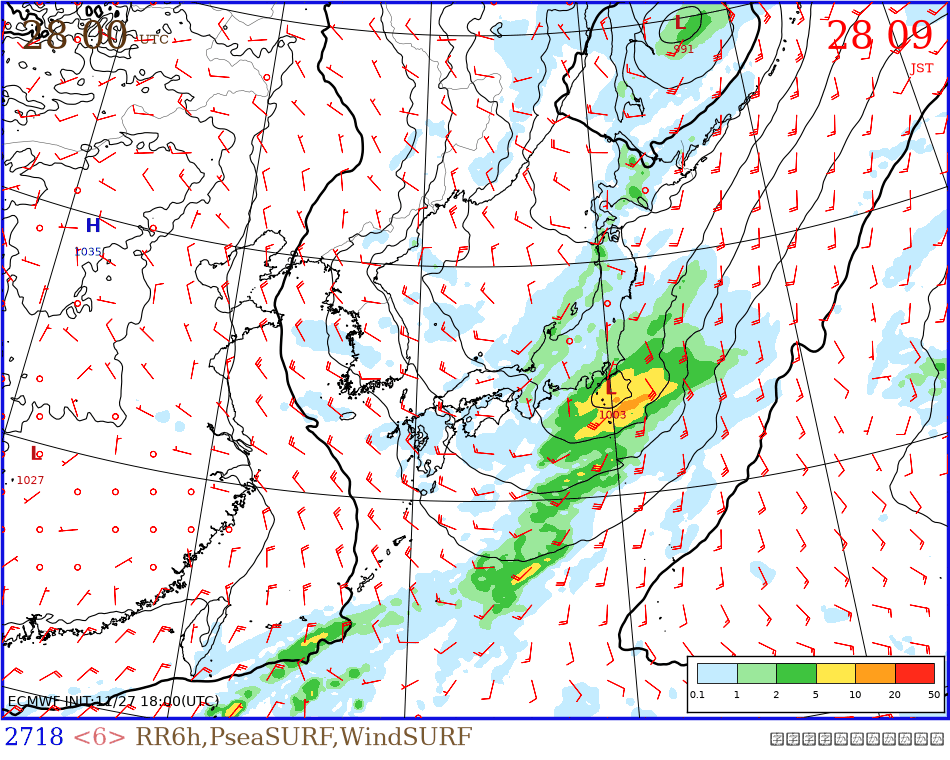 28 00 UTC
28 09
JST
L
991
H
1035
L
1003
L
1027
0.1 1 2 5 10 20 50
ECMWF INIT:11/27 18:00(UTC)
2718 <6> RR6h,PseaSURF,WindSURF